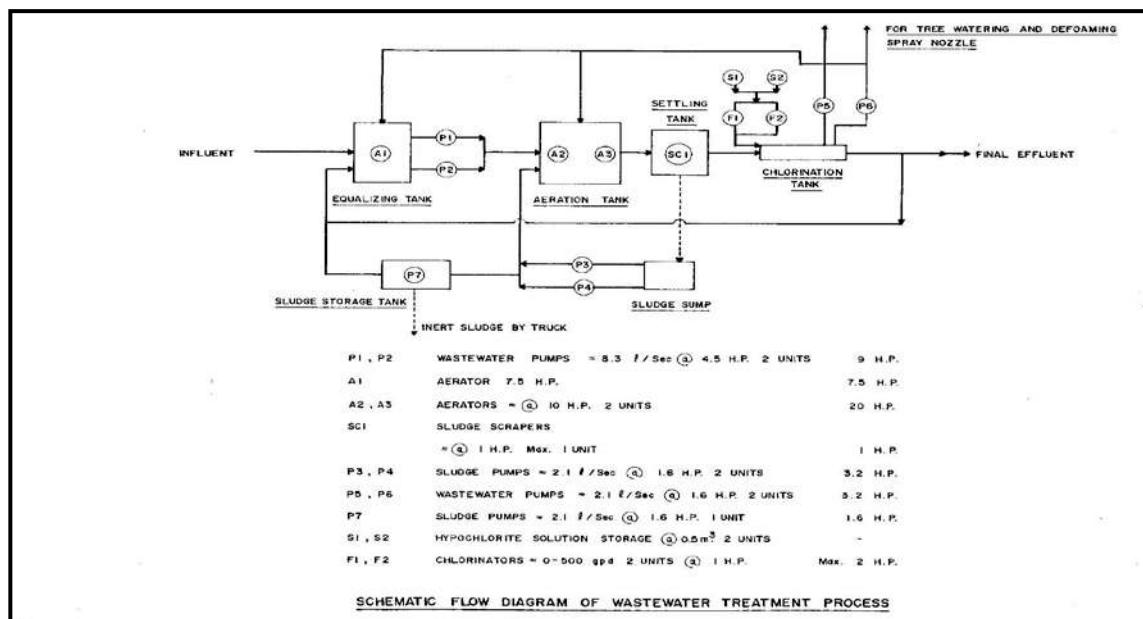 FOR TREE WATERING AND DEFOAMING
SPRAY NOZZLE
S1 S2
SETTLING
TANK
F1 F2 P5 P6
INFLUENT A1 P1 P2 A2 A3 SC1 FINAL EFFLUENT
CHLORINATION
TANK
EQUALIZING TANK AERATION TANK
P7 P3 P4
SLUDGE STORAGE TANK SLUDGE SUMP
INERT SLUDGE BY TRUCK
P1 , P2 WASTEWATER PUMPS ≈ 8.3 l/Sec @ 4.5 H.P. 2 UNITS 9 H.P.
A1 AERATOR 7.5 H.P. 7.5 H.P.
A2 , A3 AERATORS ≈ @ 10 H.P. 2 UNITS 20 H.P.
SC1 SLUDGE SCRAPERS
≈ @ 1 H.P. Max. 1 UNIT 1 H.P.
P3 , P4 SLUDGE PUMPS ≈ 2.1 l/Sec @ 1.6 H.P. 2 UNITS 3.2 H.P.
P5 , P6 WASTEWATER PUMPS ≈ 2.1 l/Sec @ 1.6 H.P. 2 UNITS 3.2 H.P.
P7 SLUDGE PUMPS ≈ 2.1 l/Sec @ 1.6 H.P. 1 UNIT 1.6 H.P.
S1 , S2 HYPOCHLORITE SOLUTION STORAGE @ 0.5 m³. 2 UNITS -
F1 , F2 CHLORINATORS ≈ 0-500 gpd 2 UNITS @ 1 H.P. Max. 2 H.P.
SCHEMATIC FLOW DIAGRAM OF WASTEWATER TREATMENT PROCESS